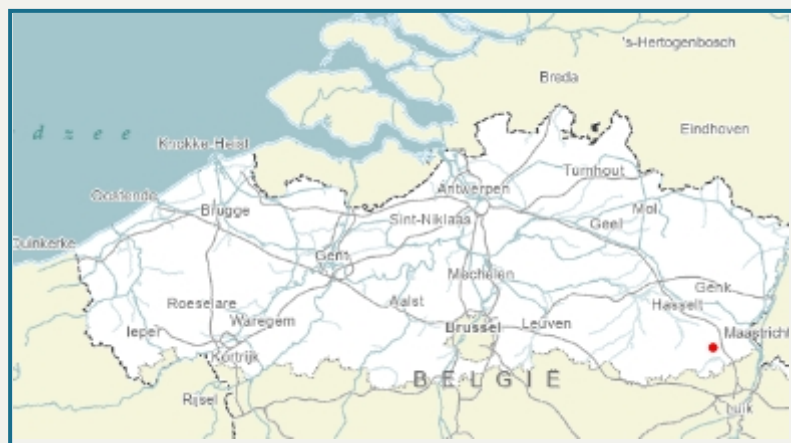 's-Hertogenbosch
Breda
Eindhoven
d z e e
Knokke-Heist
Turnhout
Antwerpen
Oostende
Brugge
Mol
Sint-Niklaas
Geel
Duinkerke
Gent
Mechelen
Genk
Roeselare
Aalst
Hasselt
Waregem
Ieper
Brussel
Leuven
Maastricht
Kortrijk
BELGIË
Rijsel
Luik